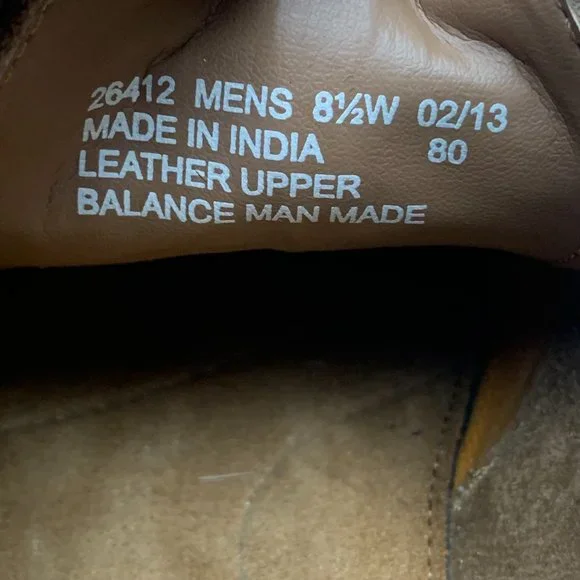 26412 MENS 8½W 02/13
MADE IN INDIA 80
LEATHER UPPER
BALANCE MAN MADE